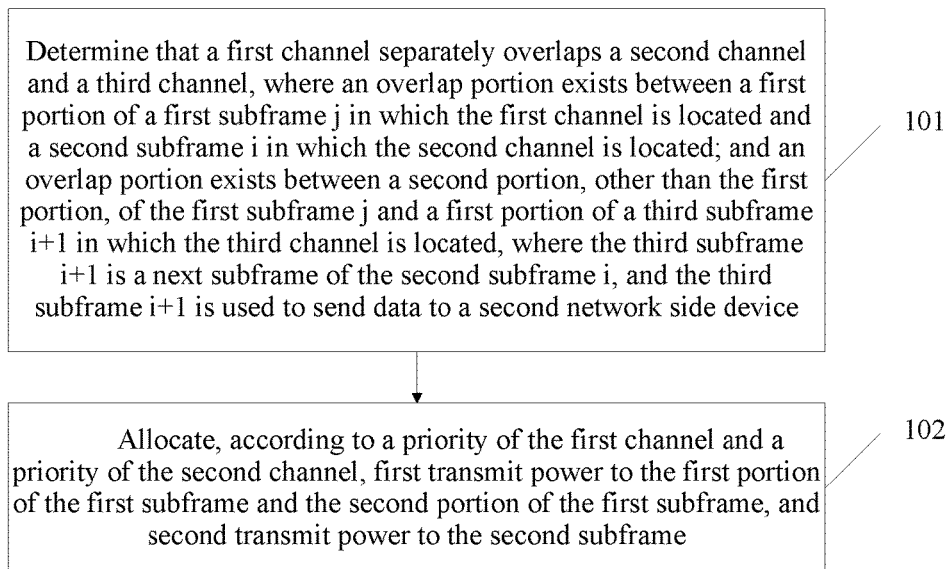 Determine that a first channel separately overlaps a second channel
and a third channel, where an overlap portion exists between a first
portion of a first subframe j in which the first channel is located and
a second subframe i in which the second channel is located; and an
overlap portion exists between a second portion, other than the first
portion, of the first subframe j and a first portion of a third subframe
i+1 in which the third channel is located, where the third subframe
i+1 is a next subframe of the second subframe i, and the third
subframe i+1 is used to send data to a second network side device
101
Allocate, according to a priority of the first channel and a
priority of the second channel, first transmit power to the first portion
of the first subframe and the second portion of the first subframe, and
second transmit power to the second subframe
102